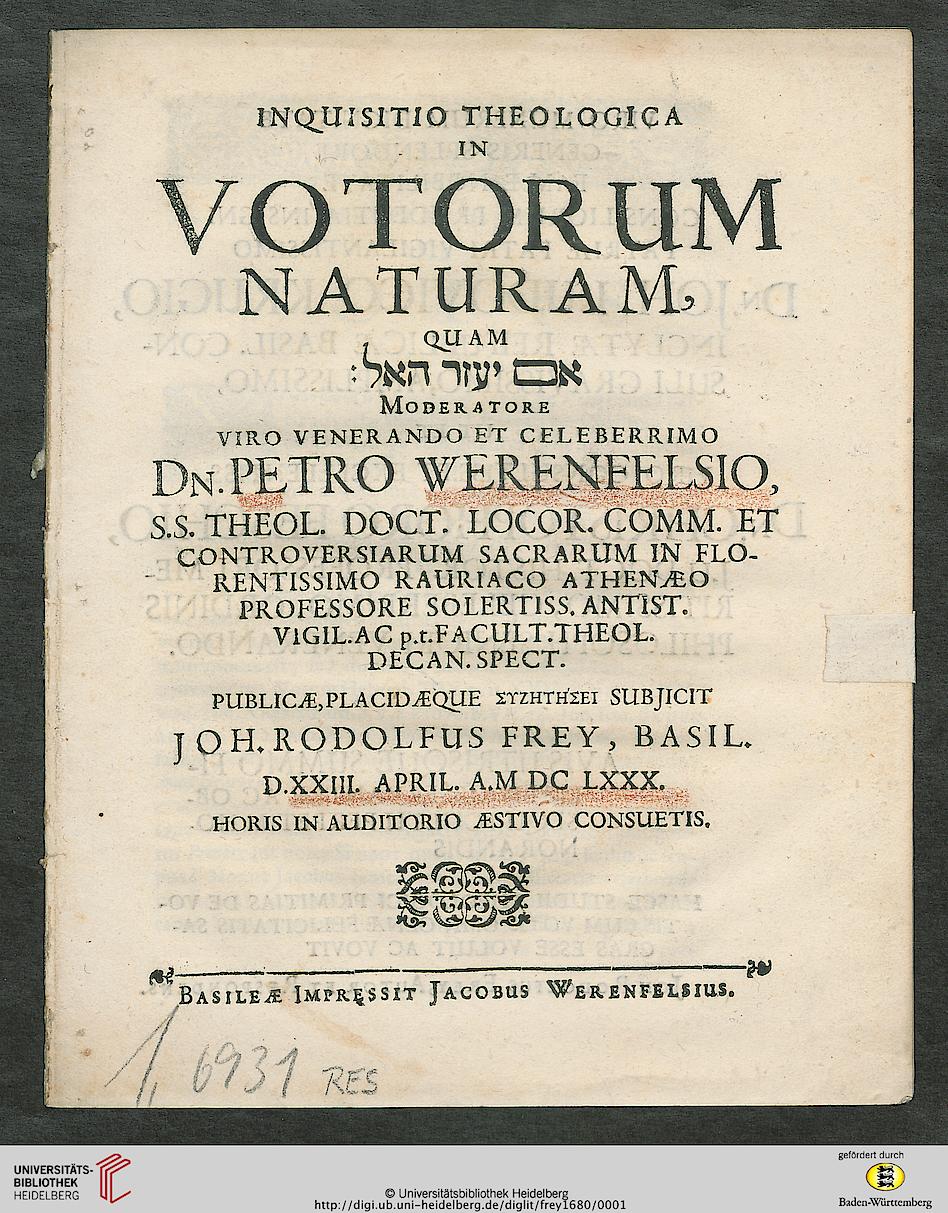 INQUISITIO THEOLOGICA
IN
VOTORUM
NATURAM,
QUAM
אם יעזר האל:
MODERATORE
VIRO VENERANDO ET CELEBERRIMO
DN. PETRO WERENFELSIO,
S.S. THEOL. DOCT. LOCOR. COMM. ET
CONTROVERSIARUM SACRARUM IN FLO-
RENTISSIMO RAURIACO ATHENÆO
PROFESSORE SOLERTISS. ANTIST.
VIGIL. AC p.t. FACULT. THEOL.
DECAN. SPECT.
PUBLICÆ, PLACIDÆQUE ΣΥΖΗΤΉΣΕΙ SUBJICIT
JOH. RODOLFUS FREY, BASIL.
D. XXIII. APRIL. A. M DC LXXX.
HORIS IN AUDITORIO ÆSTIVO CONSUETIS.
BASILEÆ IMPRESSIT JACOBUS WERENFELSIUS.
6931 RES
UNIVERSITÄTS-
BIBLIOTHEK
HEIDELBERG
© Universitätsbibliothek Heidelberg
http://digi.ub.uni-heidelberg.de/diglit/frey1680/0001
gefördert durch
Baden-Württemberg